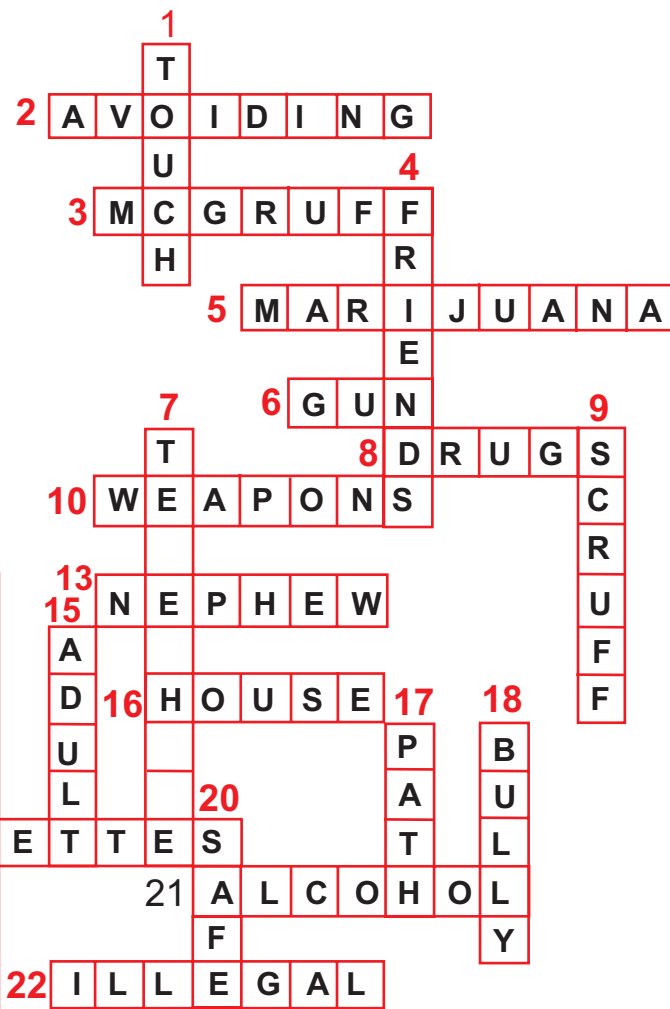 1
T
2 AVOIDING
U
4
3 MCGRUFF
H R
5 MARIJUANA
E
7 6 GUN 9
T 8 DRUGS
10 WEAPONS C
R
13 NEPHEW U
15
A F
D 16 HOUSE 17 18 F
U P B
L 20 A U
ETTES T L
21 ALCOHOL
F Y
22 ILLEGAL